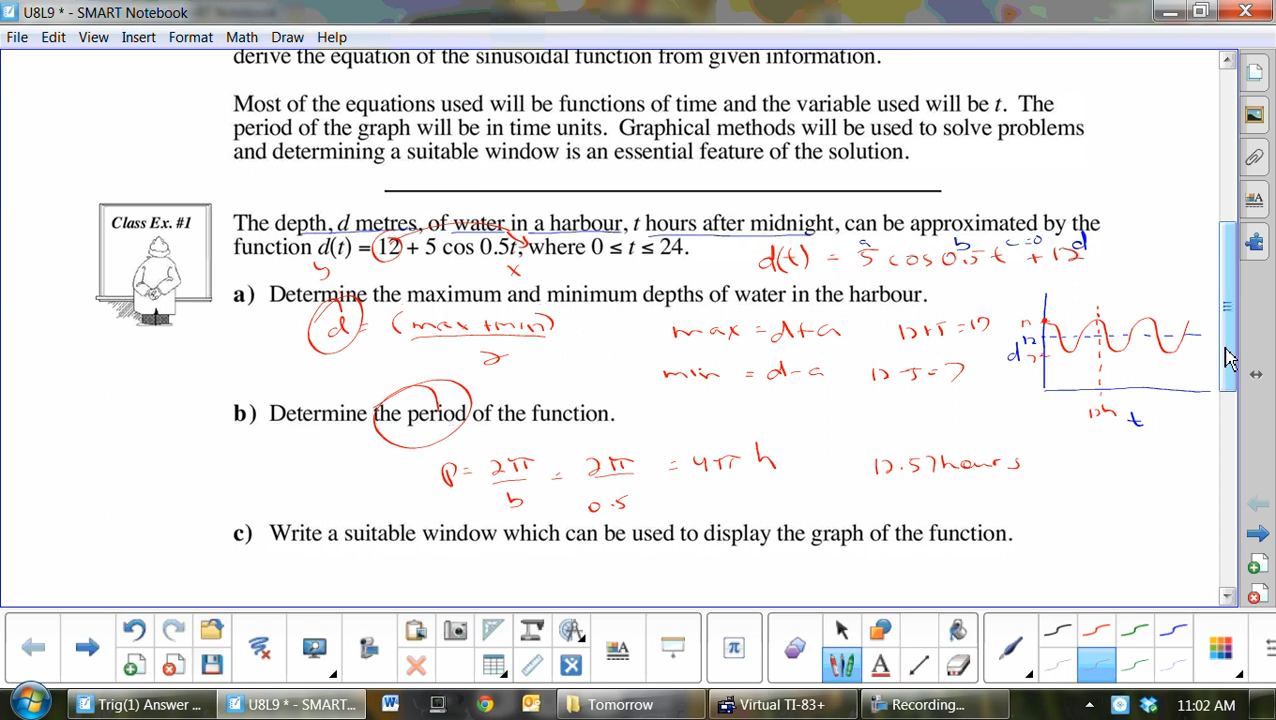 U8L9 * - SMART Notebook
File Edit View Insert Format Math Draw Help
derive the equation of the sinusoidal function from given information.
Most of the equations used will be functions of time and the variable used will be t. The
period of the graph will be in time units. Graphical methods will be used to solve problems
and determining a suitable window is an essential feature of the solution.
Class Ex. #1
The depth, d metres, of water in a harbour, t hours after midnight, can be approximated by the
function d(t) = 12 + 5 cos 0.5t, where 0 ≤ t ≤ 24.
a b c=0 d
d(t) = 5 cos 0.5 t + 12
y x
a) Determine the maximum and minimum depths of water in the harbour.
d = (max + min)
2
max = d+a 12+5=17
min = d-a 12-5=7
12
d
12h
t
b) Determine the period of the function.
P = 2π = 2π = 4π h 12.57 hours
b 0.5
c) Write a suitable window which can be used to display the graph of the function.
Trig(1) Answer ... U8L9 * - SMART... Tomorrow Virtual TI-83+ Recording... 11:02 AM